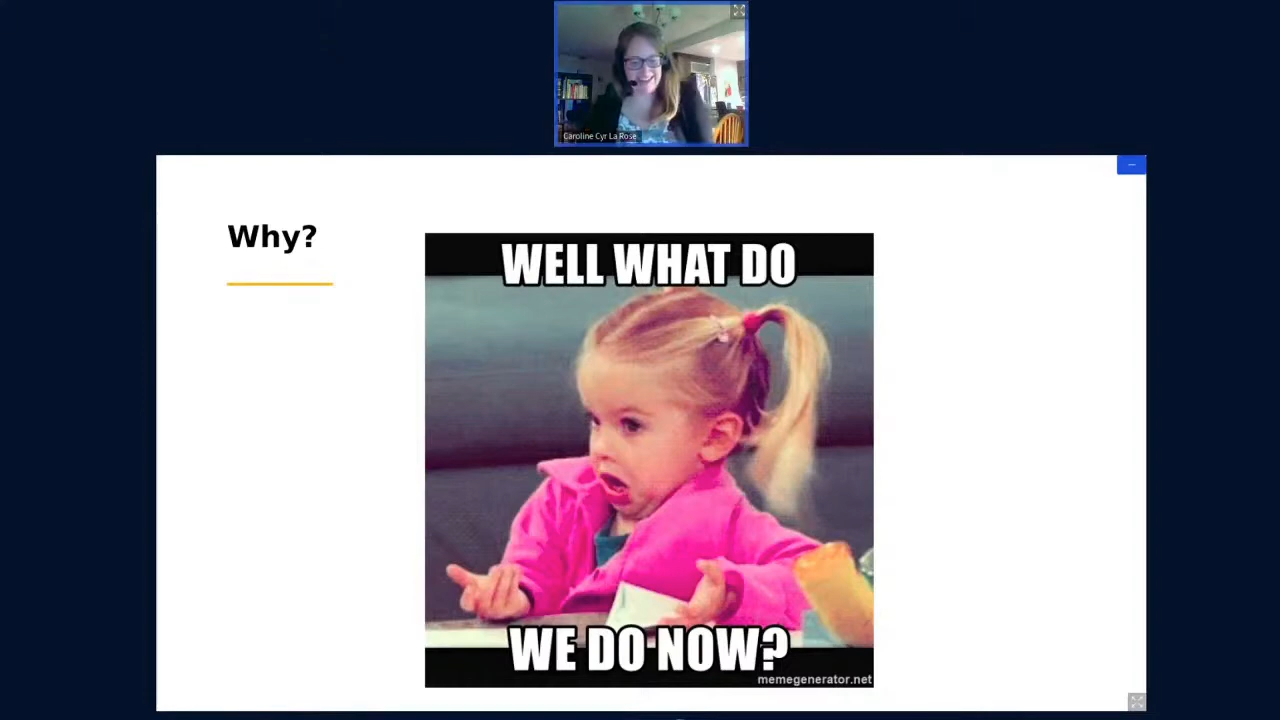 Caroline Cyr La Rose
Why?
WELL WHAT DO
WE DO NOW?
memegenerator.net